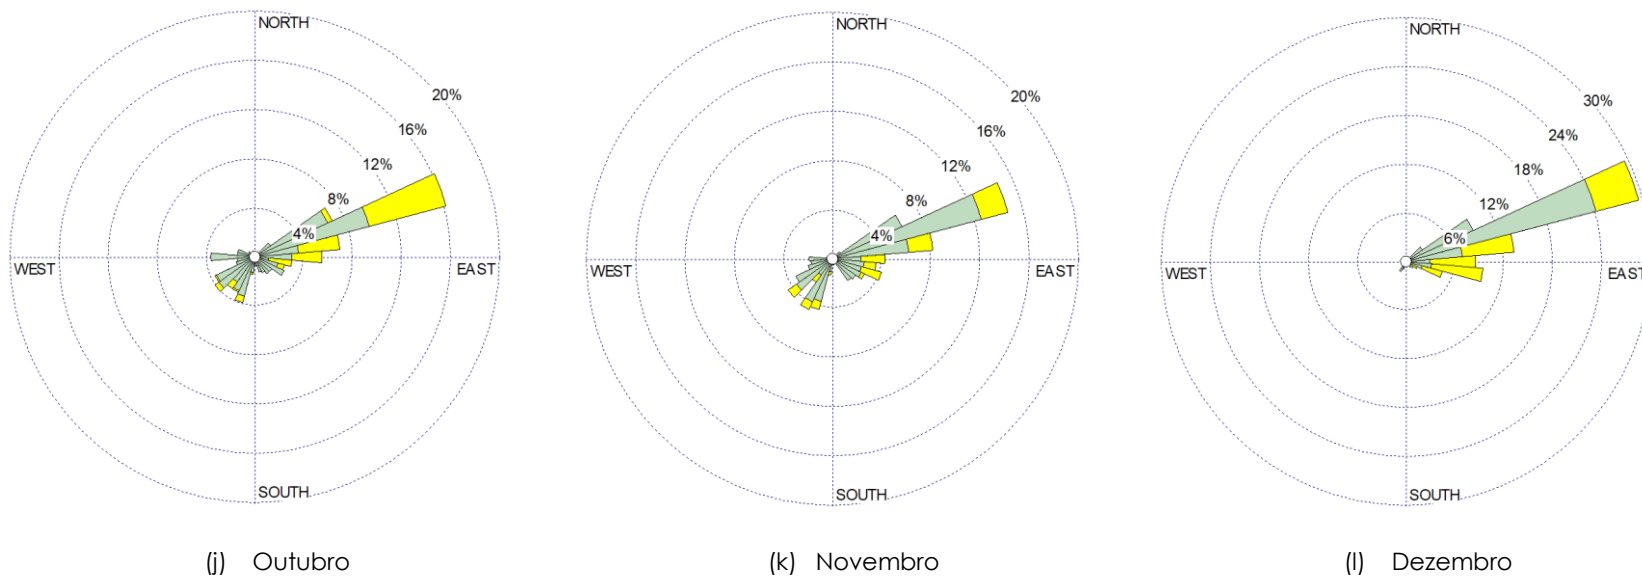 NORTH
20%
16%
12%
8%
4%
WEST
EAST
SOUTH
(j) Outubro
NORTH
20%
16%
12%
8%
4%
WEST
EAST
SOUTH
(k) Novembro
NORTH
30%
24%
18%
12%
6%
WEST
EAST
SOUTH
(l) Dezembro